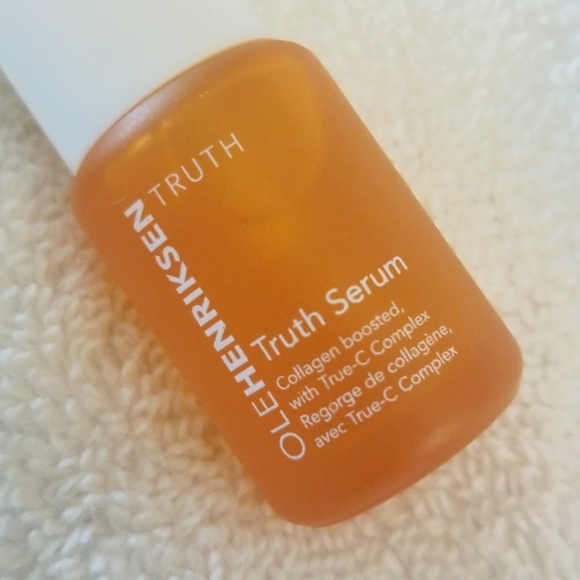 OLEHENRIKSEN TRUTH
Truth Serum
Collagen boosted,
with True-C Complex
Regorge de collagène,
avec True-C Complex